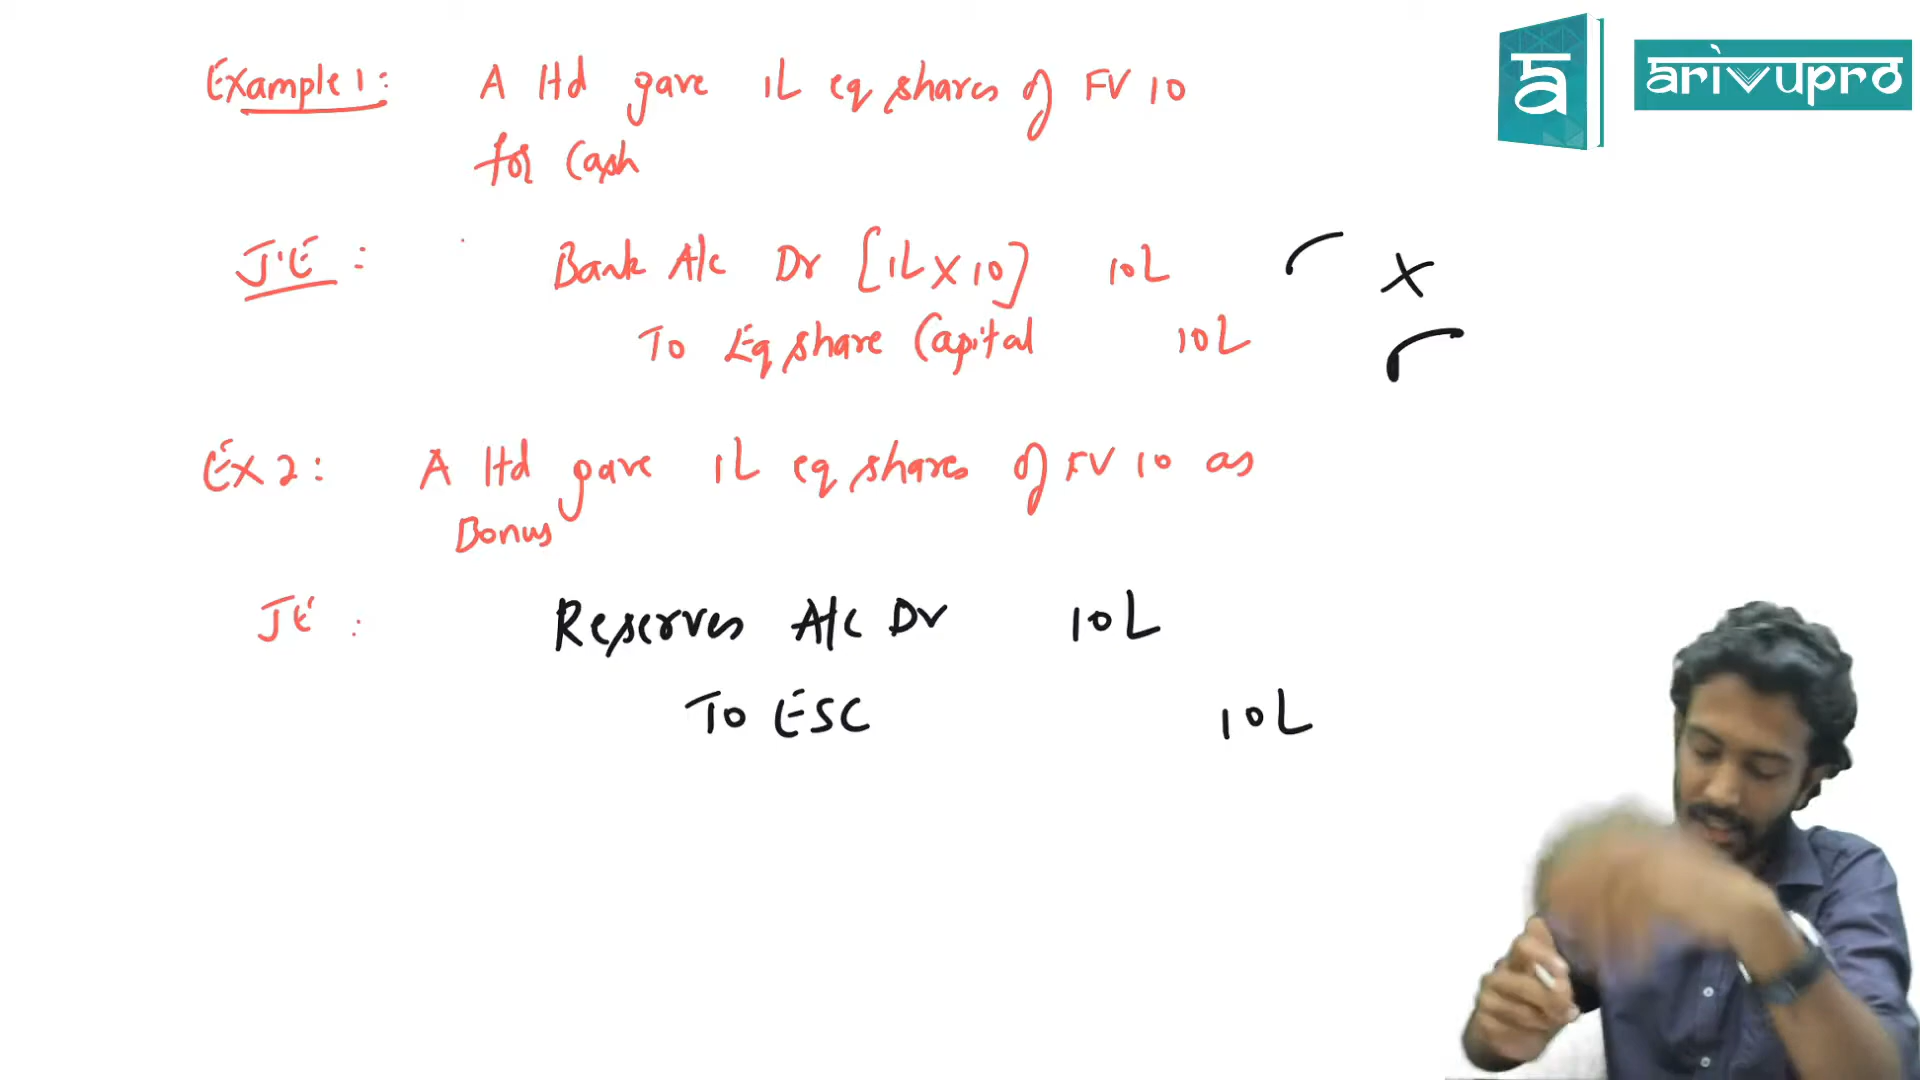 Example 1: A ltd gave 1L eq shares of FV 10
for Cash
JE: Bank A/c Dr [1L X 10] 10L X
To Eq share Capital 10L
Ex 2: A ltd gave 1L eq shares of FV 10 as
Bonus
JE: Reserves A/c Dr 10L
To ESC 10L
a arivupro